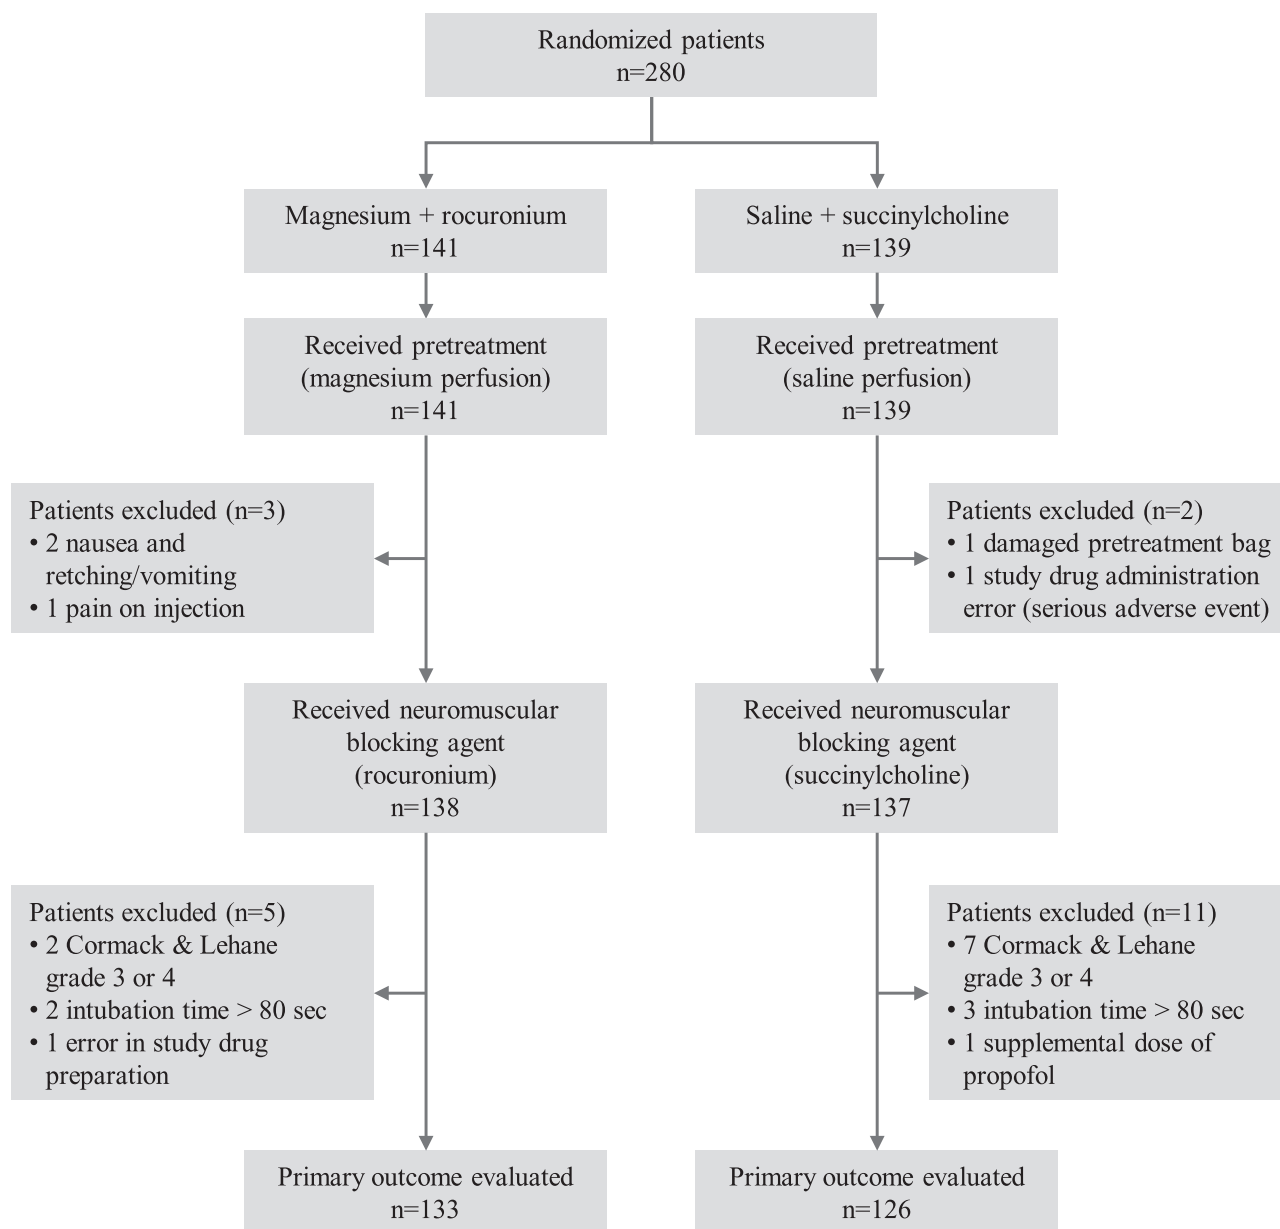 Randomized patients
n=280
Magnesium + rocuronium
n=141
Saline + succinylcholine
n=139
Received pretreatment
(magnesium perfusion)
n=141
Received pretreatment
(saline perfusion)
n=139
Patients excluded (n=3)
• 2 nausea and
retching/vomiting
• 1 pain on injection
Patients excluded (n=2)
• 1 damaged pretreatment bag
• 1 study drug administration
error (serious adverse event)
Received neuromuscular
blocking agent
(rocuronium)
n=138
Received neuromuscular
blocking agent
(succinylcholine)
n=137
Patients excluded (n=5)
• 2 Cormack & Lehane
grade 3 or 4
• 2 intubation time > 80 sec
• 1 error in study drug
preparation
Patients excluded (n=11)
• 7 Cormack & Lehane
grade 3 or 4
• 3 intubation time > 80 sec
• 1 supplemental dose of
propofol
Primary outcome evaluated
n=133
Primary outcome evaluated
n=126